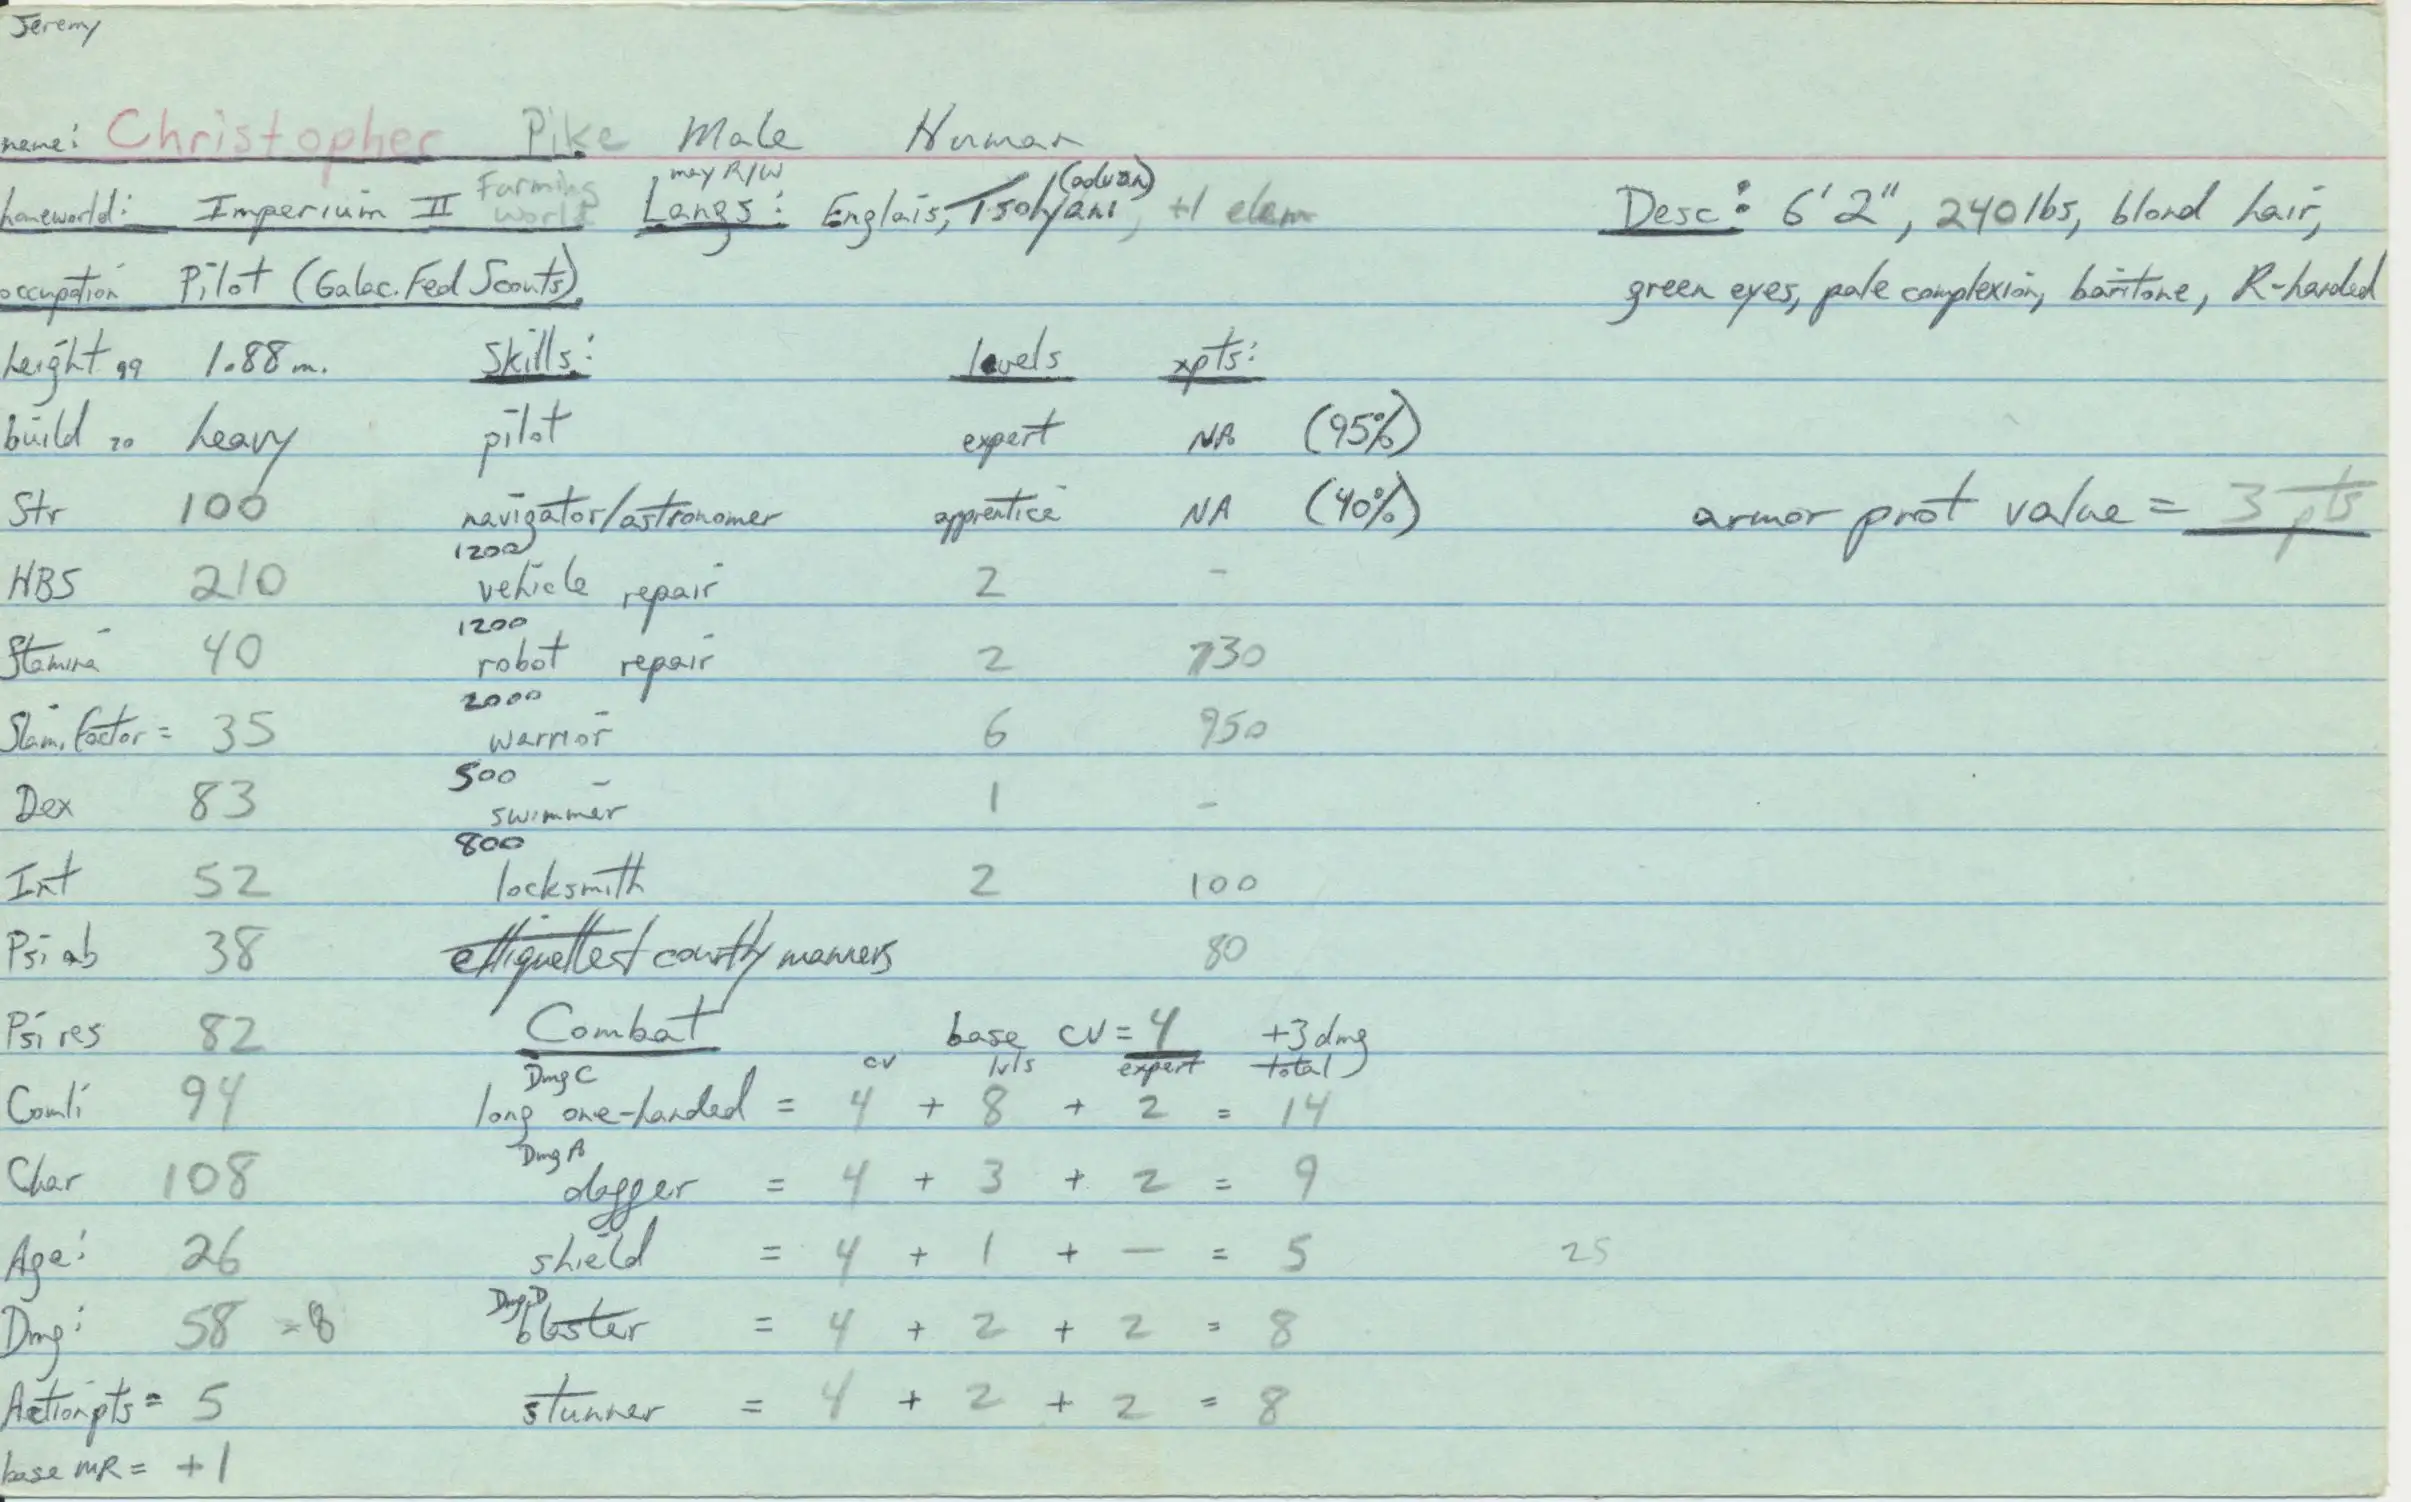 Jeremy
name: Christopher Pike Male Human
homeworld: Imperium II Farming world Langs: may R/W Englais, Tsolyani (advan), +1 elem Desc: 6'2", 240 lbs, blond hair,
occupation Pilot (Galac. Fed Scouts) green eyes, pale complexion, baritone, R-handed
height 99 1.88 m. Skills: levels xpts:
build 20 heavy pilot expert NA (95%)
Str 100 navigator/astronomer apprentice NA (40%) armor prot value = 3 pts
HBS 210 1200 vehicle repair 2 -
Stamina 40 1200 robot repair 2 730
Stam. factor = 35 2000 warrior 6 950
Dex 83 500 swimmer 1 -
Int 52 800 locksmith 2 100
Psi ab 38 courtly manners 80
Psi res 82 Combat base CV = 4 +3 dmg
cv lvls expert total
Comli 94 Dmg C long one-handed = 4 + 8 + 2 = 14
Char 108 Dmg A dagger = 4 + 3 + 2 = 9
Age: 26 shield = 4 + 1 + — = 5 25
Dmg: 58 = 8 Dmg D blaster = 4 + 2 + 2 = 8
Action pts = 5 stunner = 4 + 2 + 2 = 8
base MR = +1